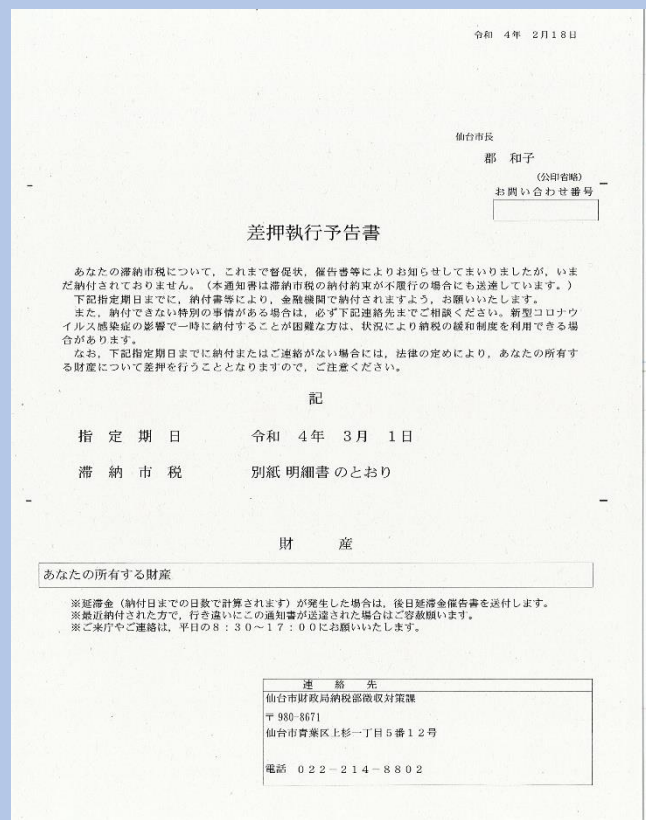 令和 4年 2月18日
仙台市長
郡 和子
(公印省略)
お問い合わせ番号
差押執行予告書
あなたの滞納市税について，これまで督促状，催告書等によりお知らせしてまいりましたが，いま
だ納付されておりません。（本通知書は滞納市税の納付約束が不履行の場合にも送達しています。）
下記指定期日までに，納付書等により，金融機関で納付されますよう，お願いいたします。
また，納付できない特別の事情がある場合は，必ず下記連絡先までご相談ください。新型コロナウ
イルス感染症の影響で一時に納付することが困難な方は，状況により納税の緩和制度を利用できる場
合があります。
なお，下記指定期日までに納付またはご連絡がない場合には，法律の定めにより，あなたの所有す
る財産について差押を行うこととなりますので，ご注意ください。
記
指定期日 令和 4年 3月 1日
滞納市税 別紙 明細書 のとおり
財 産
あなたの所有する財産
※延滞金（納付日までの日数で計算されます）が発生した場合は，後日延滞金催告書を送付します。
※最近納付された方で，行き違いにこの通知書が送達された場合はご容赦願います。
※ご来庁やご連絡は，平日の８：３０～１７：００にお願いいたします。
連 絡 先
仙台市財政局納税部徴収対策課
〒980-8671
仙台市青葉区上杉一丁目５番１２号
電話 ０２２－２１４－８８０２